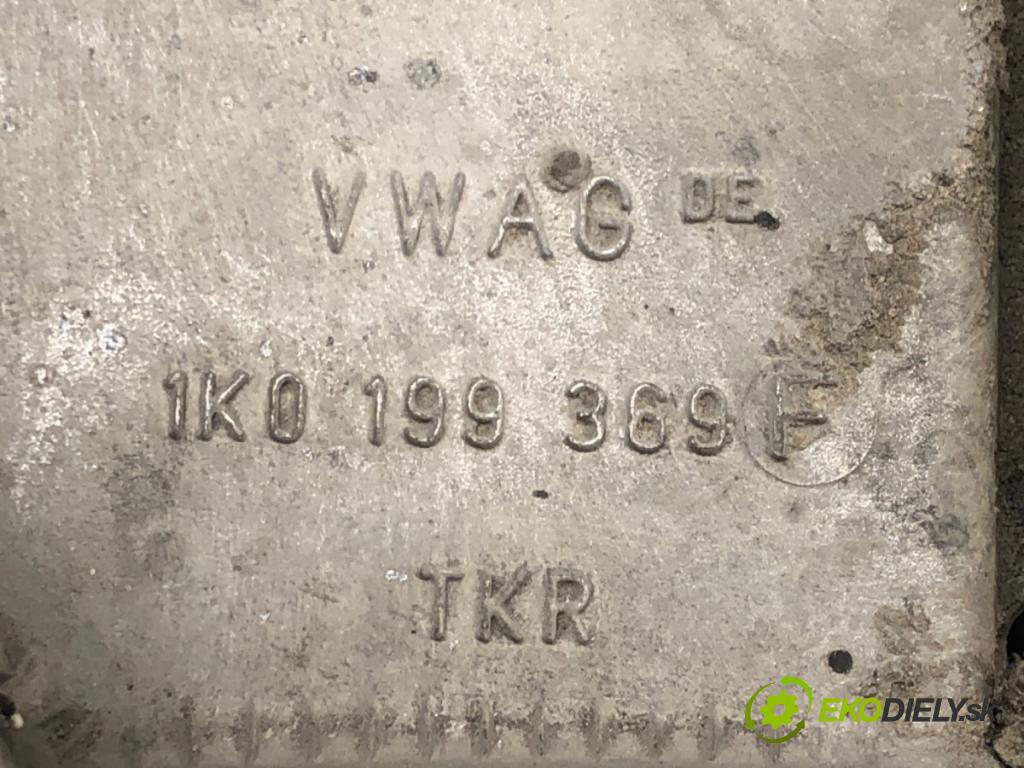 VWAG DE
1K0 199 369 F
TKR
EKODIELY.sk